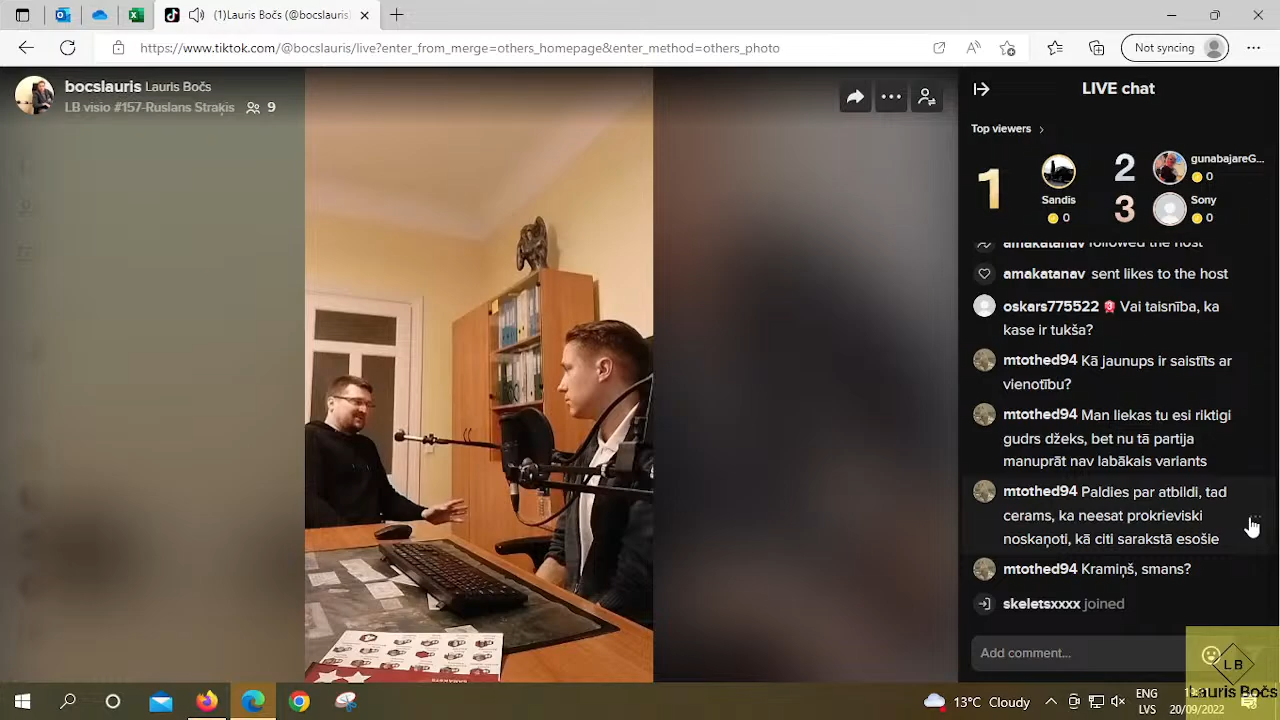 (1)Lauris Bočs (@bocslauris
https://www.tiktok.com/@bocslauris/live?enter_from_merge=others_homepage&enter_method=others_photo
Not syncing
bocslauris Lauris Bočs
LB visio #157-Ruslans Straķis 9
LIVE chat
Top viewers
1
Sandis
0
2
gunabajareG...
0
3
Sony
0
amakatanav followed the host
amakatanav sent likes to the host
oskars775522 Vai taisnība, ka
kase ir tukša?
mtothed94 Kā jaunups ir saistīts ar
vienotību?
mtothed94 Man liekas tu esi riktīgi
gudrs džeks, bet nu tā partija
manuprāt nav labākais variants
mtothed94 Paldies par atbildi, tad
cerams, ka neesat prokrieviski
noskaņoti, kā citi sarakstā esošie
mtothed94 Kramiņš, smans?
skeletsxxxx joined
Add comment...
LB
Lauris Bočs
13°C Cloudy
ENG
LVS
20/09/2022